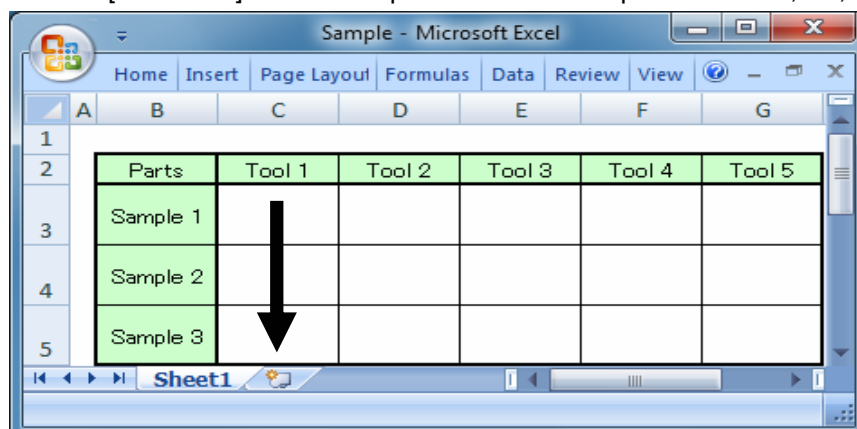 Sample - Microsoft Excel
Home Insert Page Layout Formulas Data Review View
A B C D E F G
1
2 Parts Tool 1 Tool 2 Tool 3 Tool 4 Tool 5
3 Sample 1
4 Sample 2
5 Sample 3
Sheet1